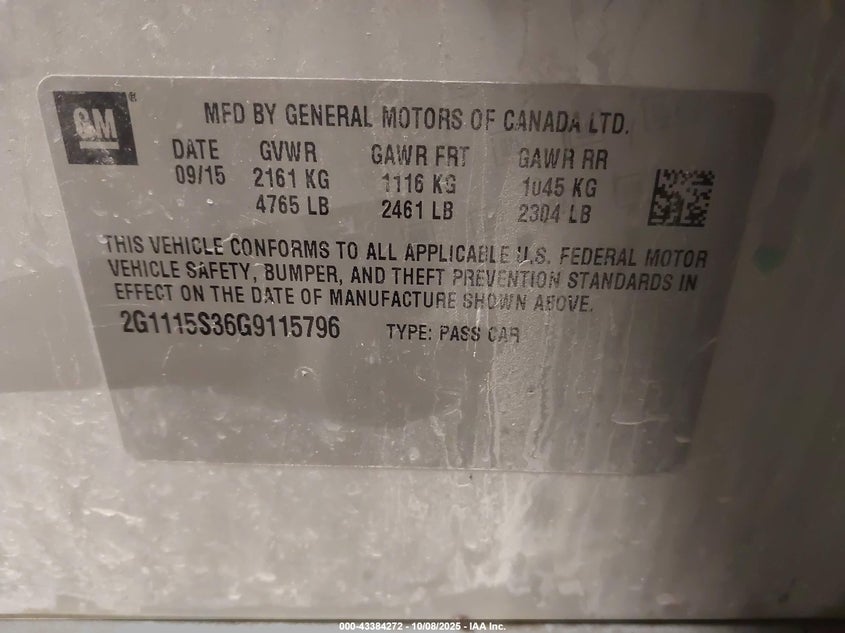 GM ®
MFD BY GENERAL MOTORS OF CANADA LTD.
DATE GVWR GAWR FRT GAWR RR
09/15 2161 KG 1116 KG 1045 KG
4765 LB 2461 LB 2304 LB
THIS VEHICLE CONFORMS TO ALL APPLICABLE U.S. FEDERAL MOTOR
VEHICLE SAFETY, BUMPER, AND THEFT PREVENTION STANDARDS IN
EFFECT ON THE DATE OF MANUFACTURE SHOWN ABOVE.
2G1115S36G9115796 TYPE: PASS CAR
000-43384272 - 10/08/2025 - IAA Inc.